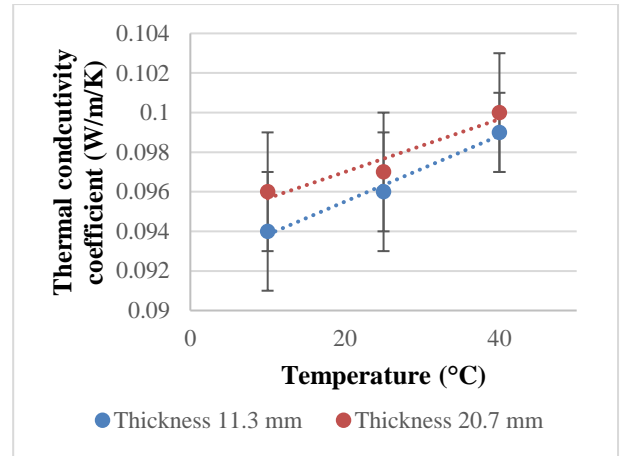 0.104
0.102
0.1
0.098
0.096
0.094
0.092
0.09
Thermal condcutivity
coefficient (W/m/K)
0 20 40
Temperature (°C)
Thickness 11.3 mm Thickness 20.7 mm